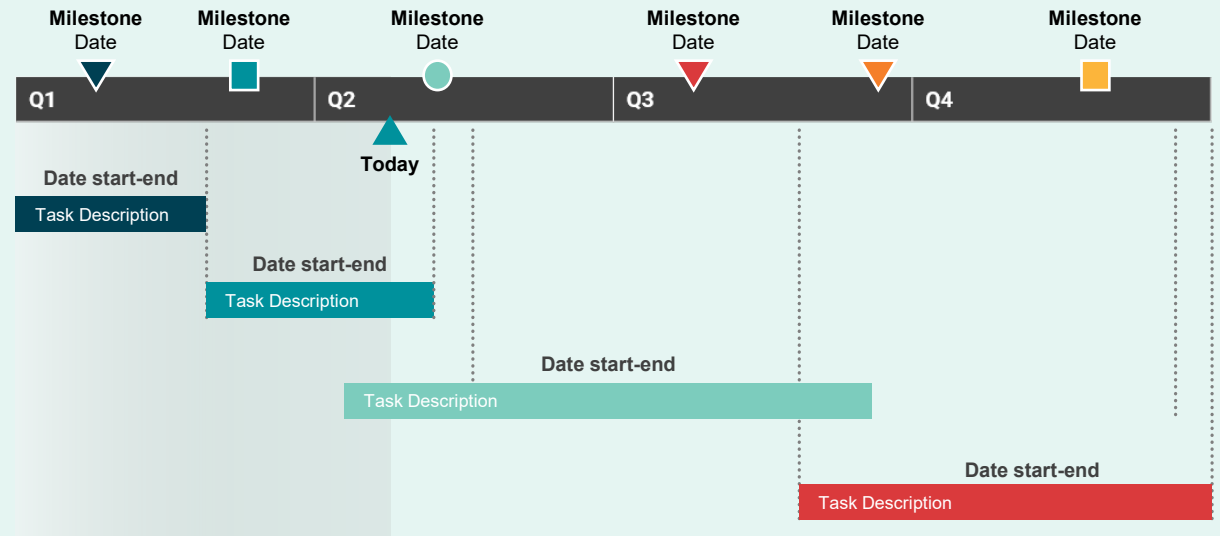 Milestone
Date
Milestone
Date
Milestone
Date
Milestone
Date
Milestone
Date
Milestone
Date
Q1
Q2
Q3
Q4
Today
Date start-end
Task Description
Date start-end
Task Description
Date start-end
Task Description
Date start-end
Task Description